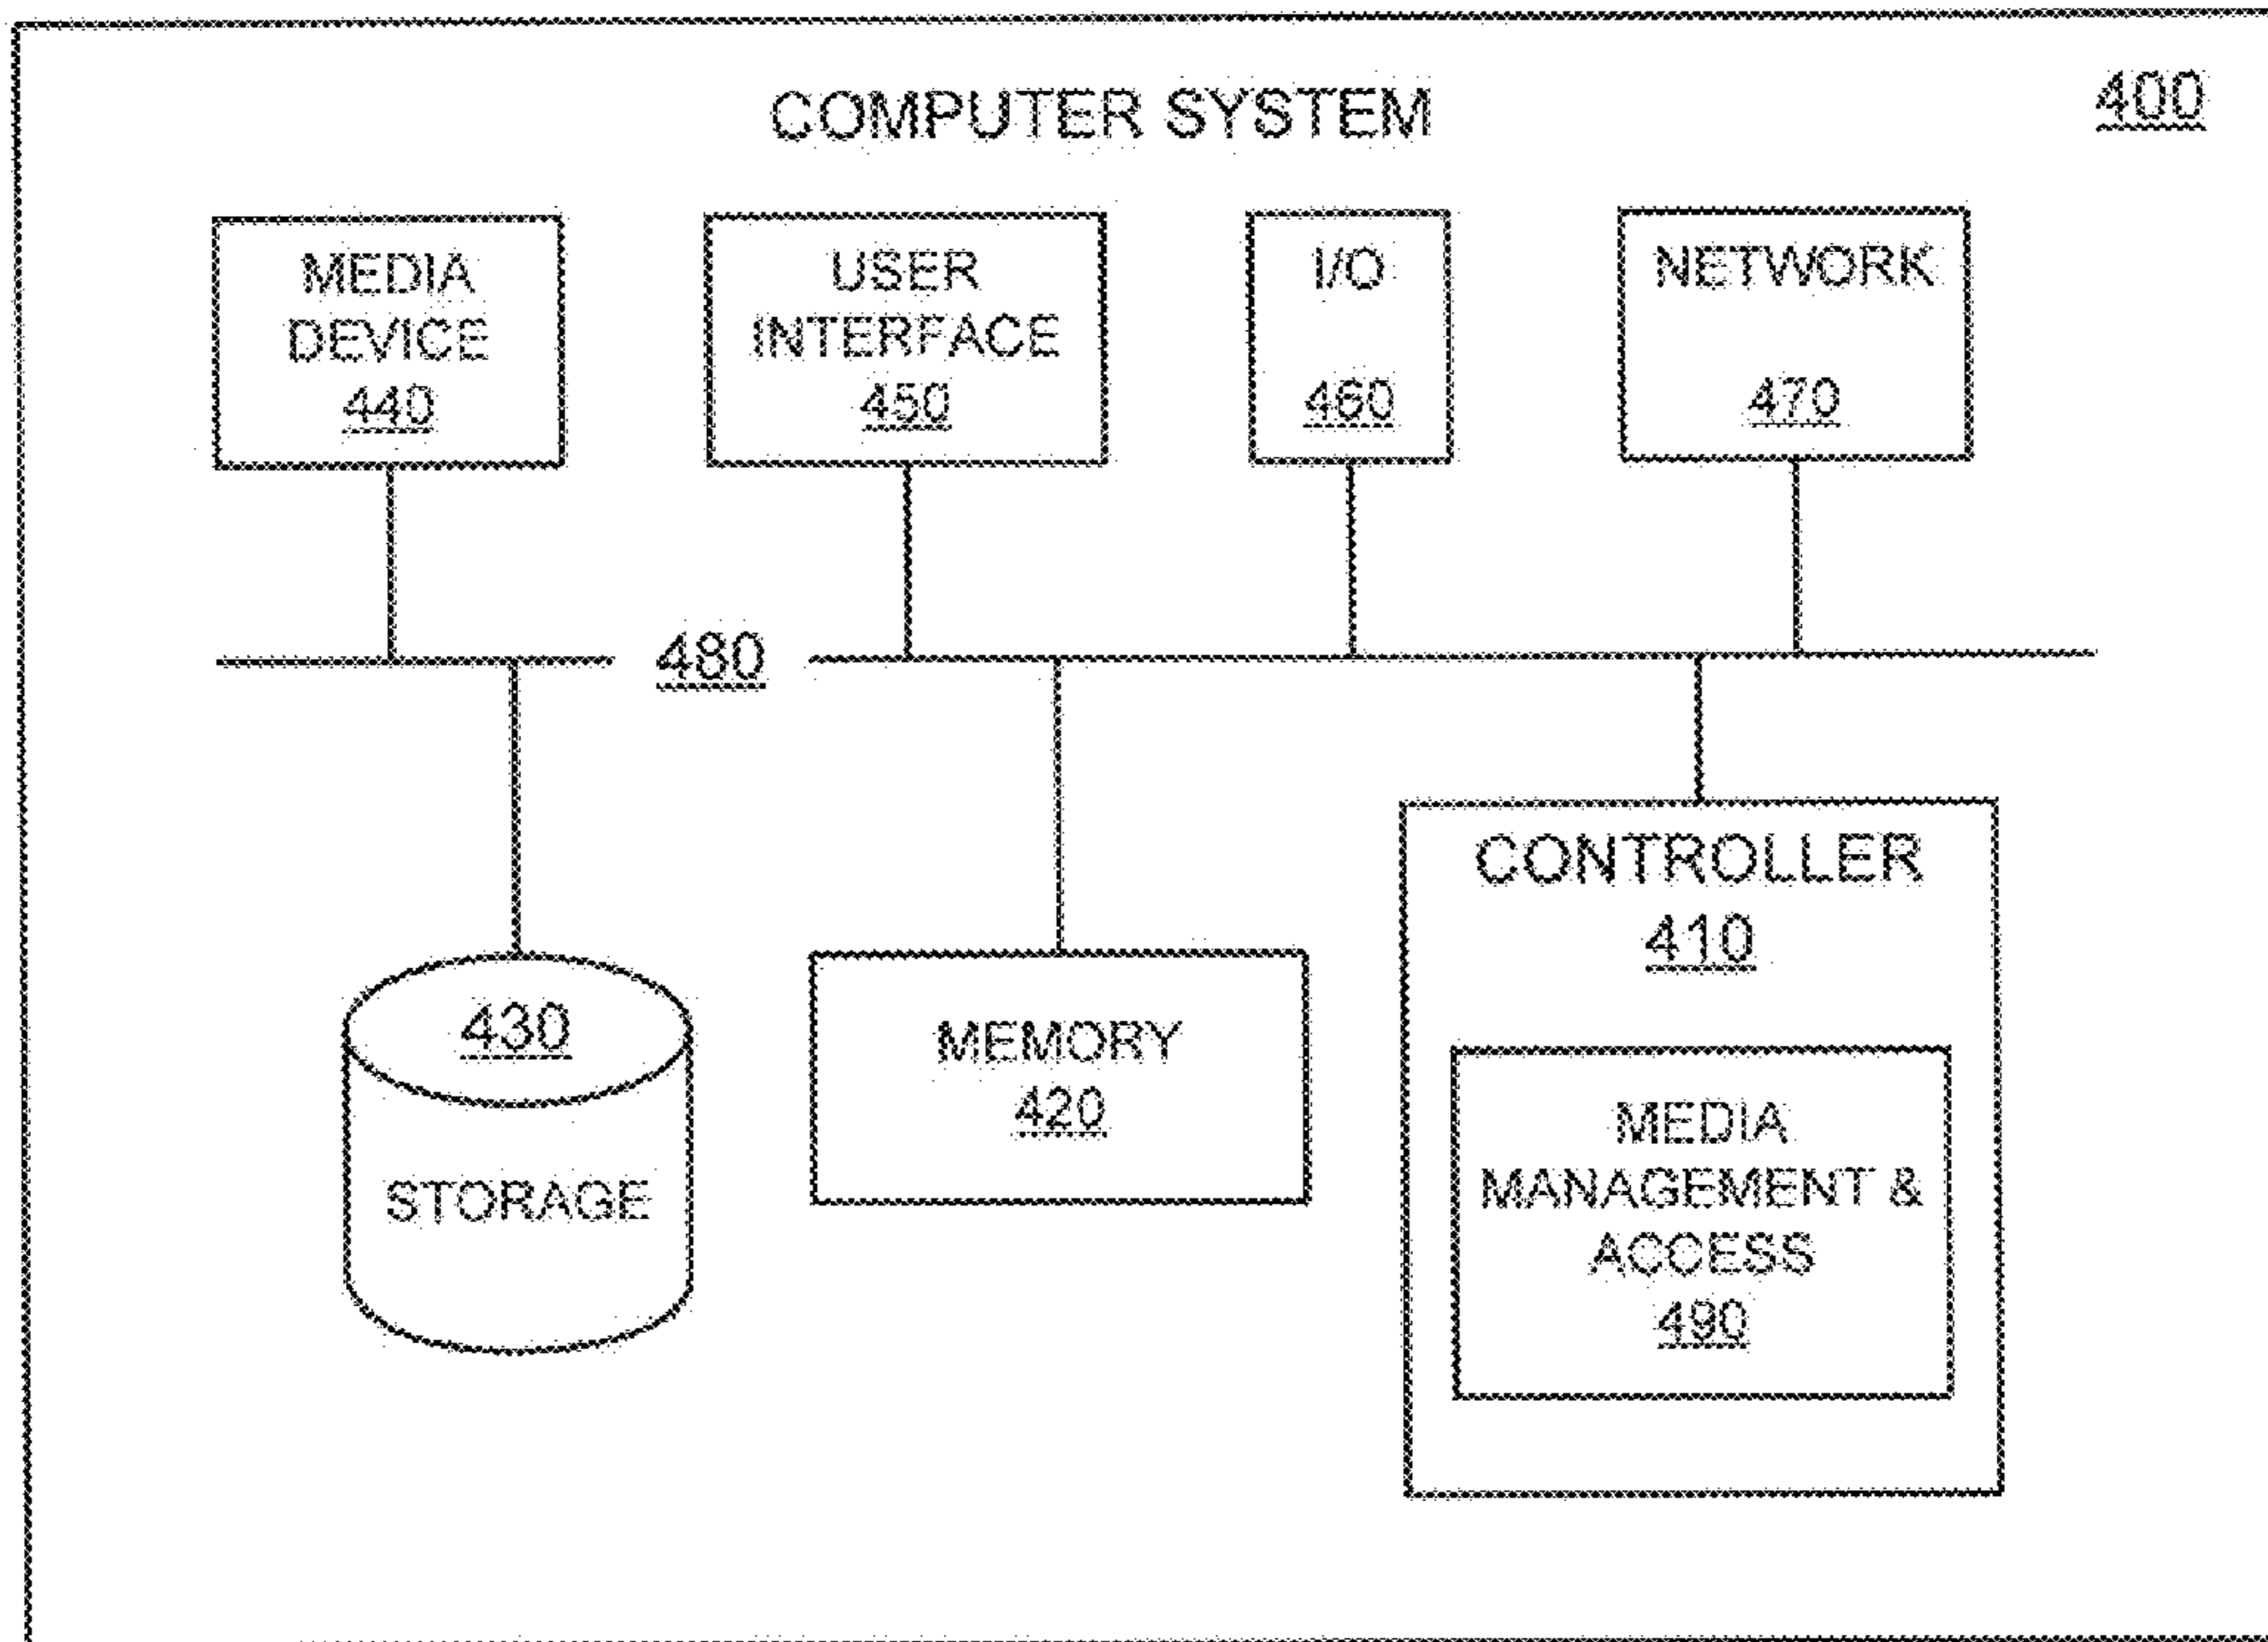 COMPUTER SYSTEM
400
MEDIA
DEVICE
440
USER
INTERFACE
450
I/O
460
NETWORK
470
480
430
STORAGE
MEMORY
420
CONTROLLER
410
MEDIA
MANAGEMENT &
ACCESS
490